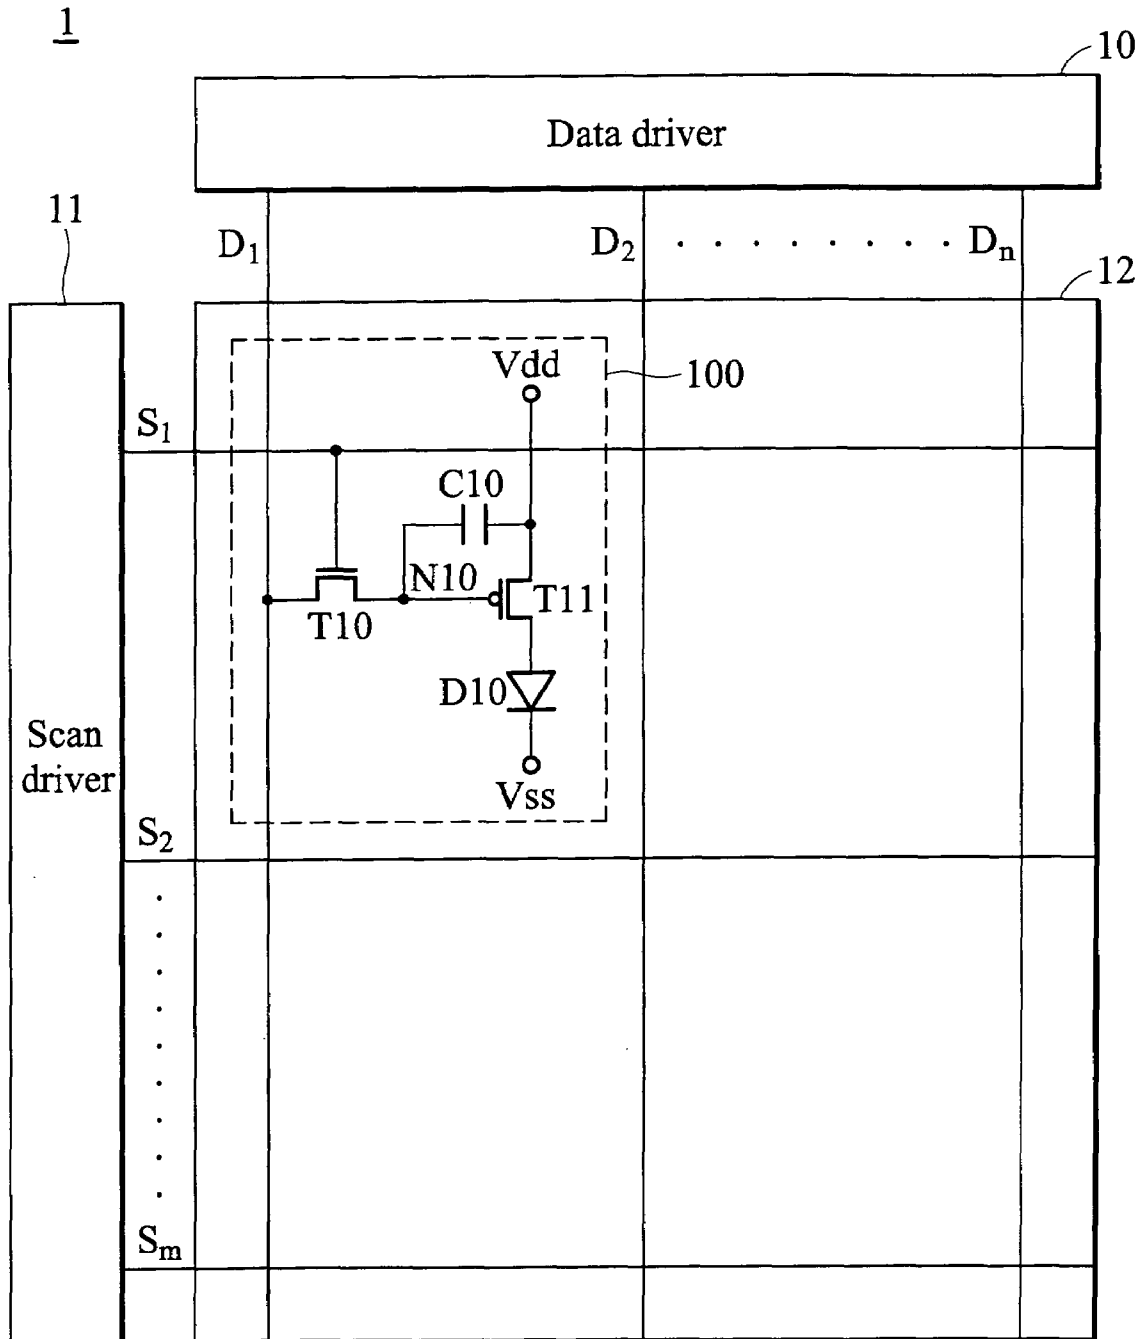 1
10
Data driver
11
D1
D2 . . . . . . . . . Dn
12
Vdd
100
S1
C10
N10
T11
T10
D10
Scan
driver
Vss
S2
Sm